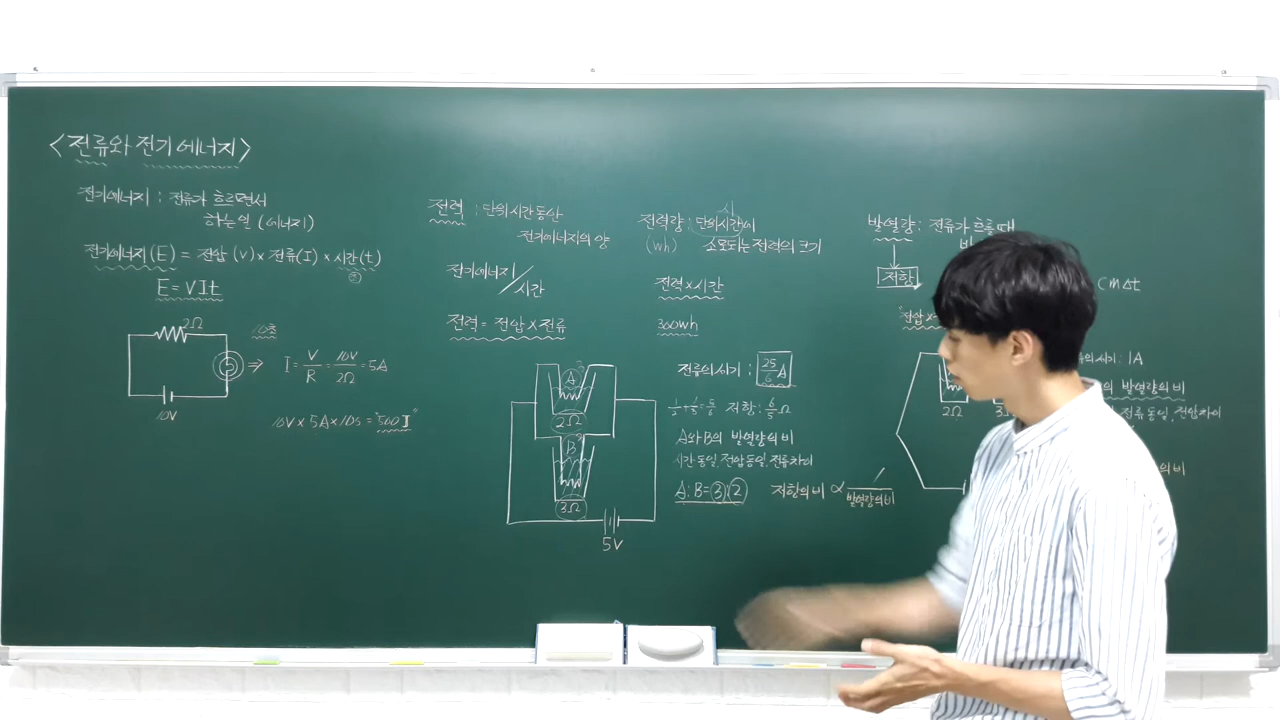 <전류와 전기에너지>
전기에너지 : 전류가 흐르면서
하는 일 (에너지)
전기에너지(E) = 전압 (V) × 전류(I) × 시간(t)
E = VIt
2Ω
10V
10초
I = V/R = 10V/2Ω = 5A
10V × 5A × 10s = "500 J"
전력 : 단위시간동안
전기에너지의 양
전기에너지/시간
전력 = 전압 × 전류
A
2Ω
B
3Ω
5V
시
전력량 : 단위시간이
(Wh) 소모되는 전력의 크기
전력×시간
300Wh
전류의 세기 : 25/6 A
저항 : 6/5 Ω
A와 B의 발열량의 비
시간 동일, 전압동일, 전류차이
A : B = 3 : 2
저항의 비 ∝ 1/발열량의 비
발열량 : 전류가 흐를 때
저항
cmΔt
"전압×
2Ω
의 세기 : 1A
의 발열량의 비
전류 동일, 전압차이
의 비